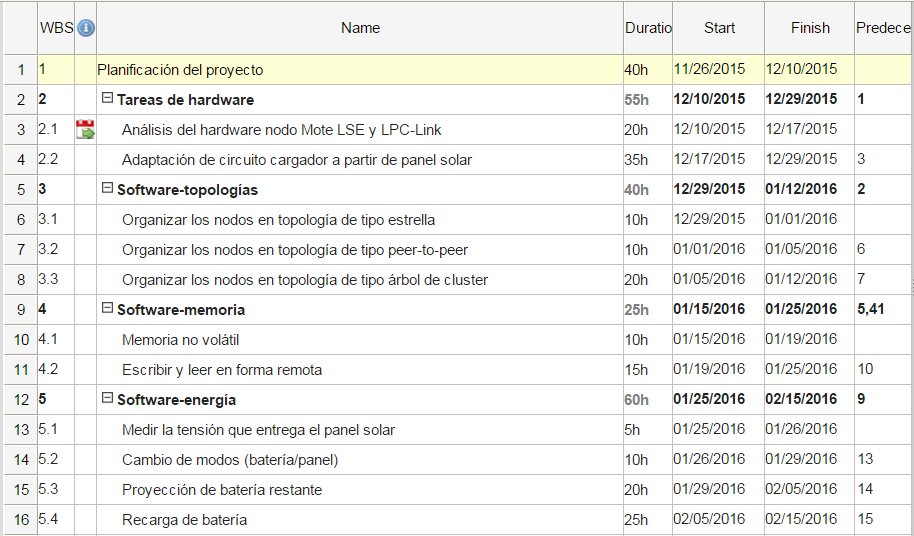 WBS Name Duratio Start Finish Predece
1 1 Planificación del proyecto 40h 11/26/2015 12/10/2015
2 2 Tareas de hardware 55h 12/10/2015 12/29/2015 1
3 2.1 Análisis del hardware nodo Mote LSE y LPC-Link 20h 12/10/2015 12/17/2015
4 2.2 Adaptación de circuito cargador a partir de panel solar 35h 12/17/2015 12/29/2015 3
5 3 Software-topologías 40h 12/29/2015 01/12/2016 2
6 3.1 Organizar los nodos en topología de tipo estrella 10h 12/29/2015 01/01/2016
7 3.2 Organizar los nodos en topología de tipo peer-to-peer 10h 01/01/2016 01/05/2016 6
8 3.3 Organizar los nodos en topología de tipo árbol de cluster 20h 01/05/2016 01/12/2016 7
9 4 Software-memoria 25h 01/15/2016 01/25/2016 5,41
10 4.1 Memoria no volátil 10h 01/15/2016 01/19/2016
11 4.2 Escribir y leer en forma remota 15h 01/19/2016 01/25/2016 10
12 5 Software-energía 60h 01/25/2016 02/15/2016 9
13 5.1 Medir la tensión que entrega el panel solar 5h 01/25/2016 01/26/2016
14 5.2 Cambio de modos (batería/panel) 10h 01/26/2016 01/29/2016 13
15 5.3 Proyección de batería restante 20h 01/29/2016 02/05/2016 14
16 5.4 Recarga de batería 25h 02/05/2016 02/15/2016 15